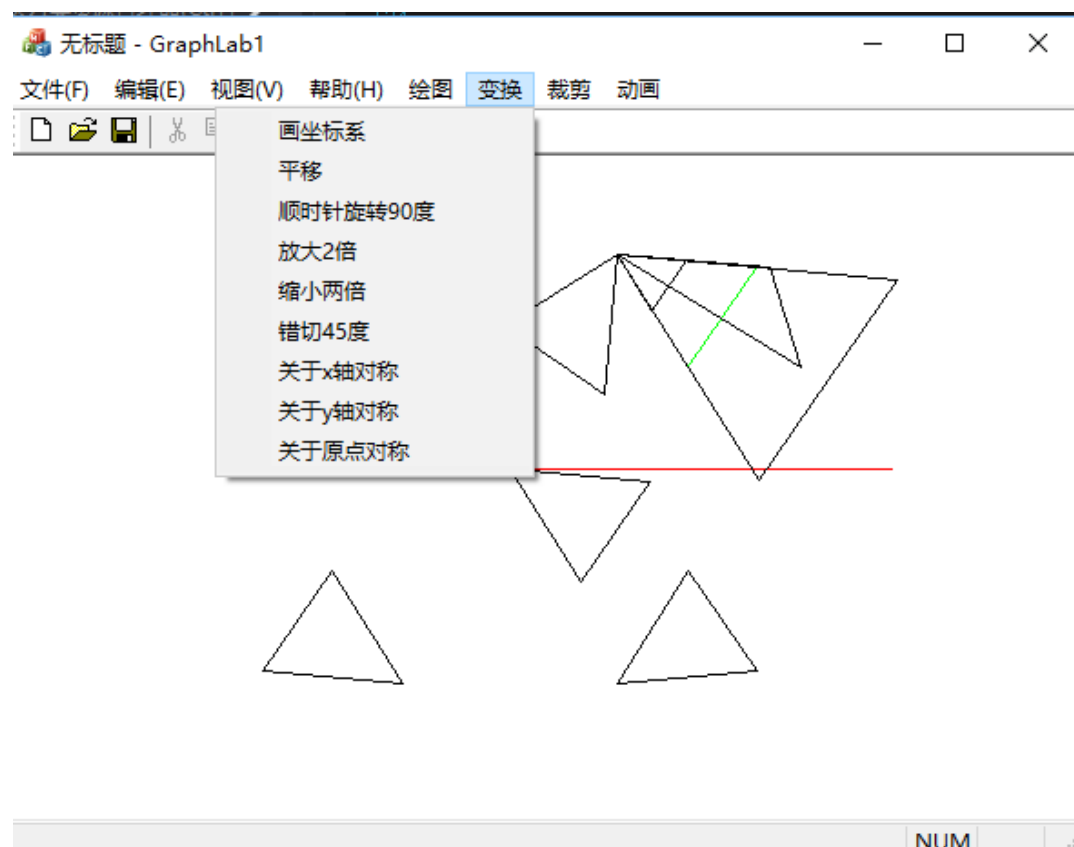 无标题 - GraphLab1
文件(F) 编辑(E) 视图(V) 帮助(H) 绘图 变换 裁剪 动画
画坐标系
平移
顺时针旋转90度
放大2倍
缩小两倍
错切45度
关于x轴对称
关于y轴对称
关于原点对称
NUM